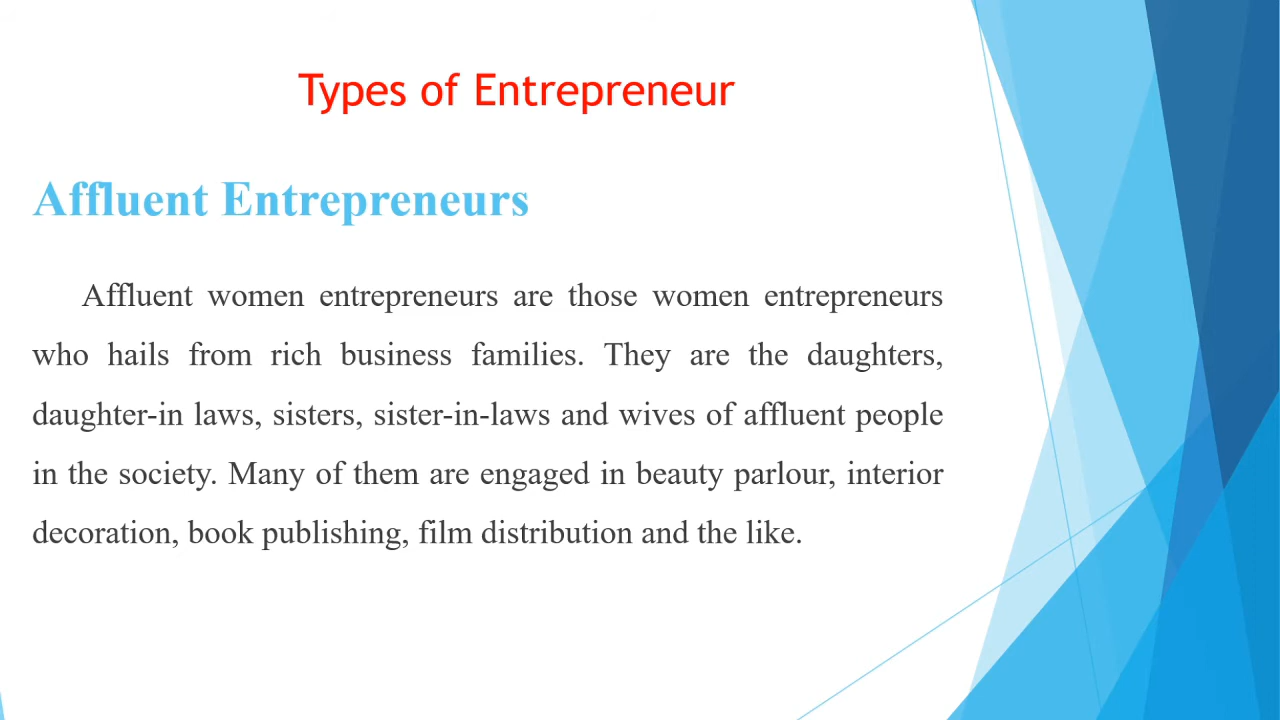 Types of Entrepreneur
Affluent Entrepreneurs
Affluent women entrepreneurs are those women entrepreneurs
who hails from rich business families. They are the daughters,
daughter-in laws, sisters, sister-in-laws and wives of affluent people
in the society. Many of them are engaged in beauty parlour, interior
decoration, book publishing, film distribution and the like.